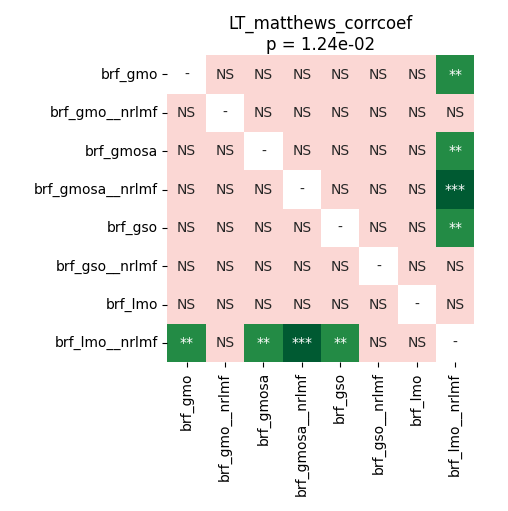 LT_matthews_corrcoef
p = 1.24e-02
brf_gmo - NS NS NS NS NS NS **
brf_gmo__nrlmf NS - NS NS NS NS NS NS
brf_gmosa NS NS - NS NS NS NS **
brf_gmosa__nrlmf NS NS NS - NS NS NS ***
brf_gso NS NS NS NS - NS NS **
brf_gso__nrlmf NS NS NS NS NS - NS NS
brf_lmo NS NS NS NS NS NS - NS
brf_lmo__nrlmf ** NS ** *** ** NS NS -
brf_gmo
brf_gmo__nrlmf
brf_gmosa
brf_gmosa__nrlmf
brf_gso
brf_gso__nrlmf
brf_lmo
brf_lmo__nrlmf